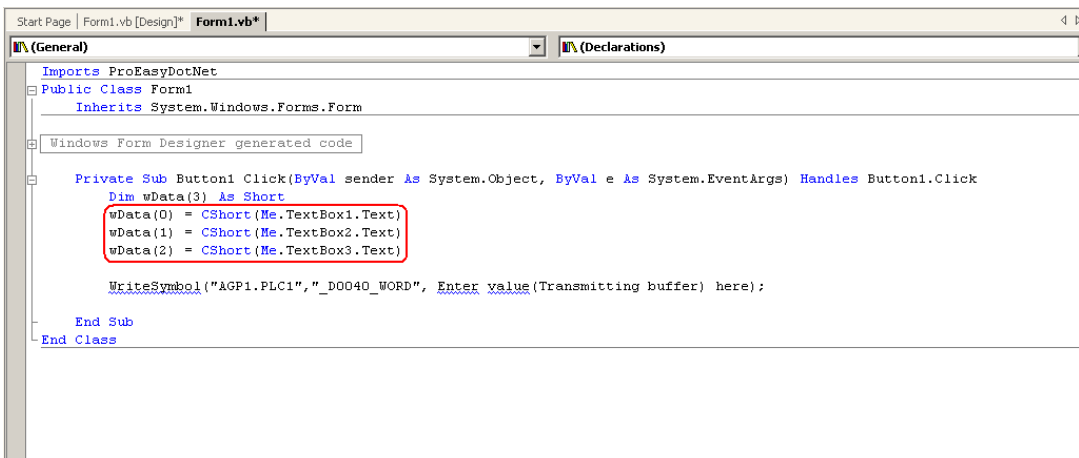 Start Page Form1.vb [Design]* Form1.vb*
(General) (Declarations)
Imports ProEasyDotNet
Public Class Form1
Inherits System.Windows.Forms.Form
Windows Form Designer generated code
Private Sub Button1_Click(ByVal sender As System.Object, ByVal e As System.EventArgs) Handles Button1.Click
Dim wData(3) As Short
wData(0) = CShort(Me.TextBox1.Text)
wData(1) = CShort(Me.TextBox2.Text)
wData(2) = CShort(Me.TextBox3.Text)
WriteSymbol("AGP1.PLC1","_D0040_WORD", Enter value(Transmitting buffer) here);
End Sub
End Class